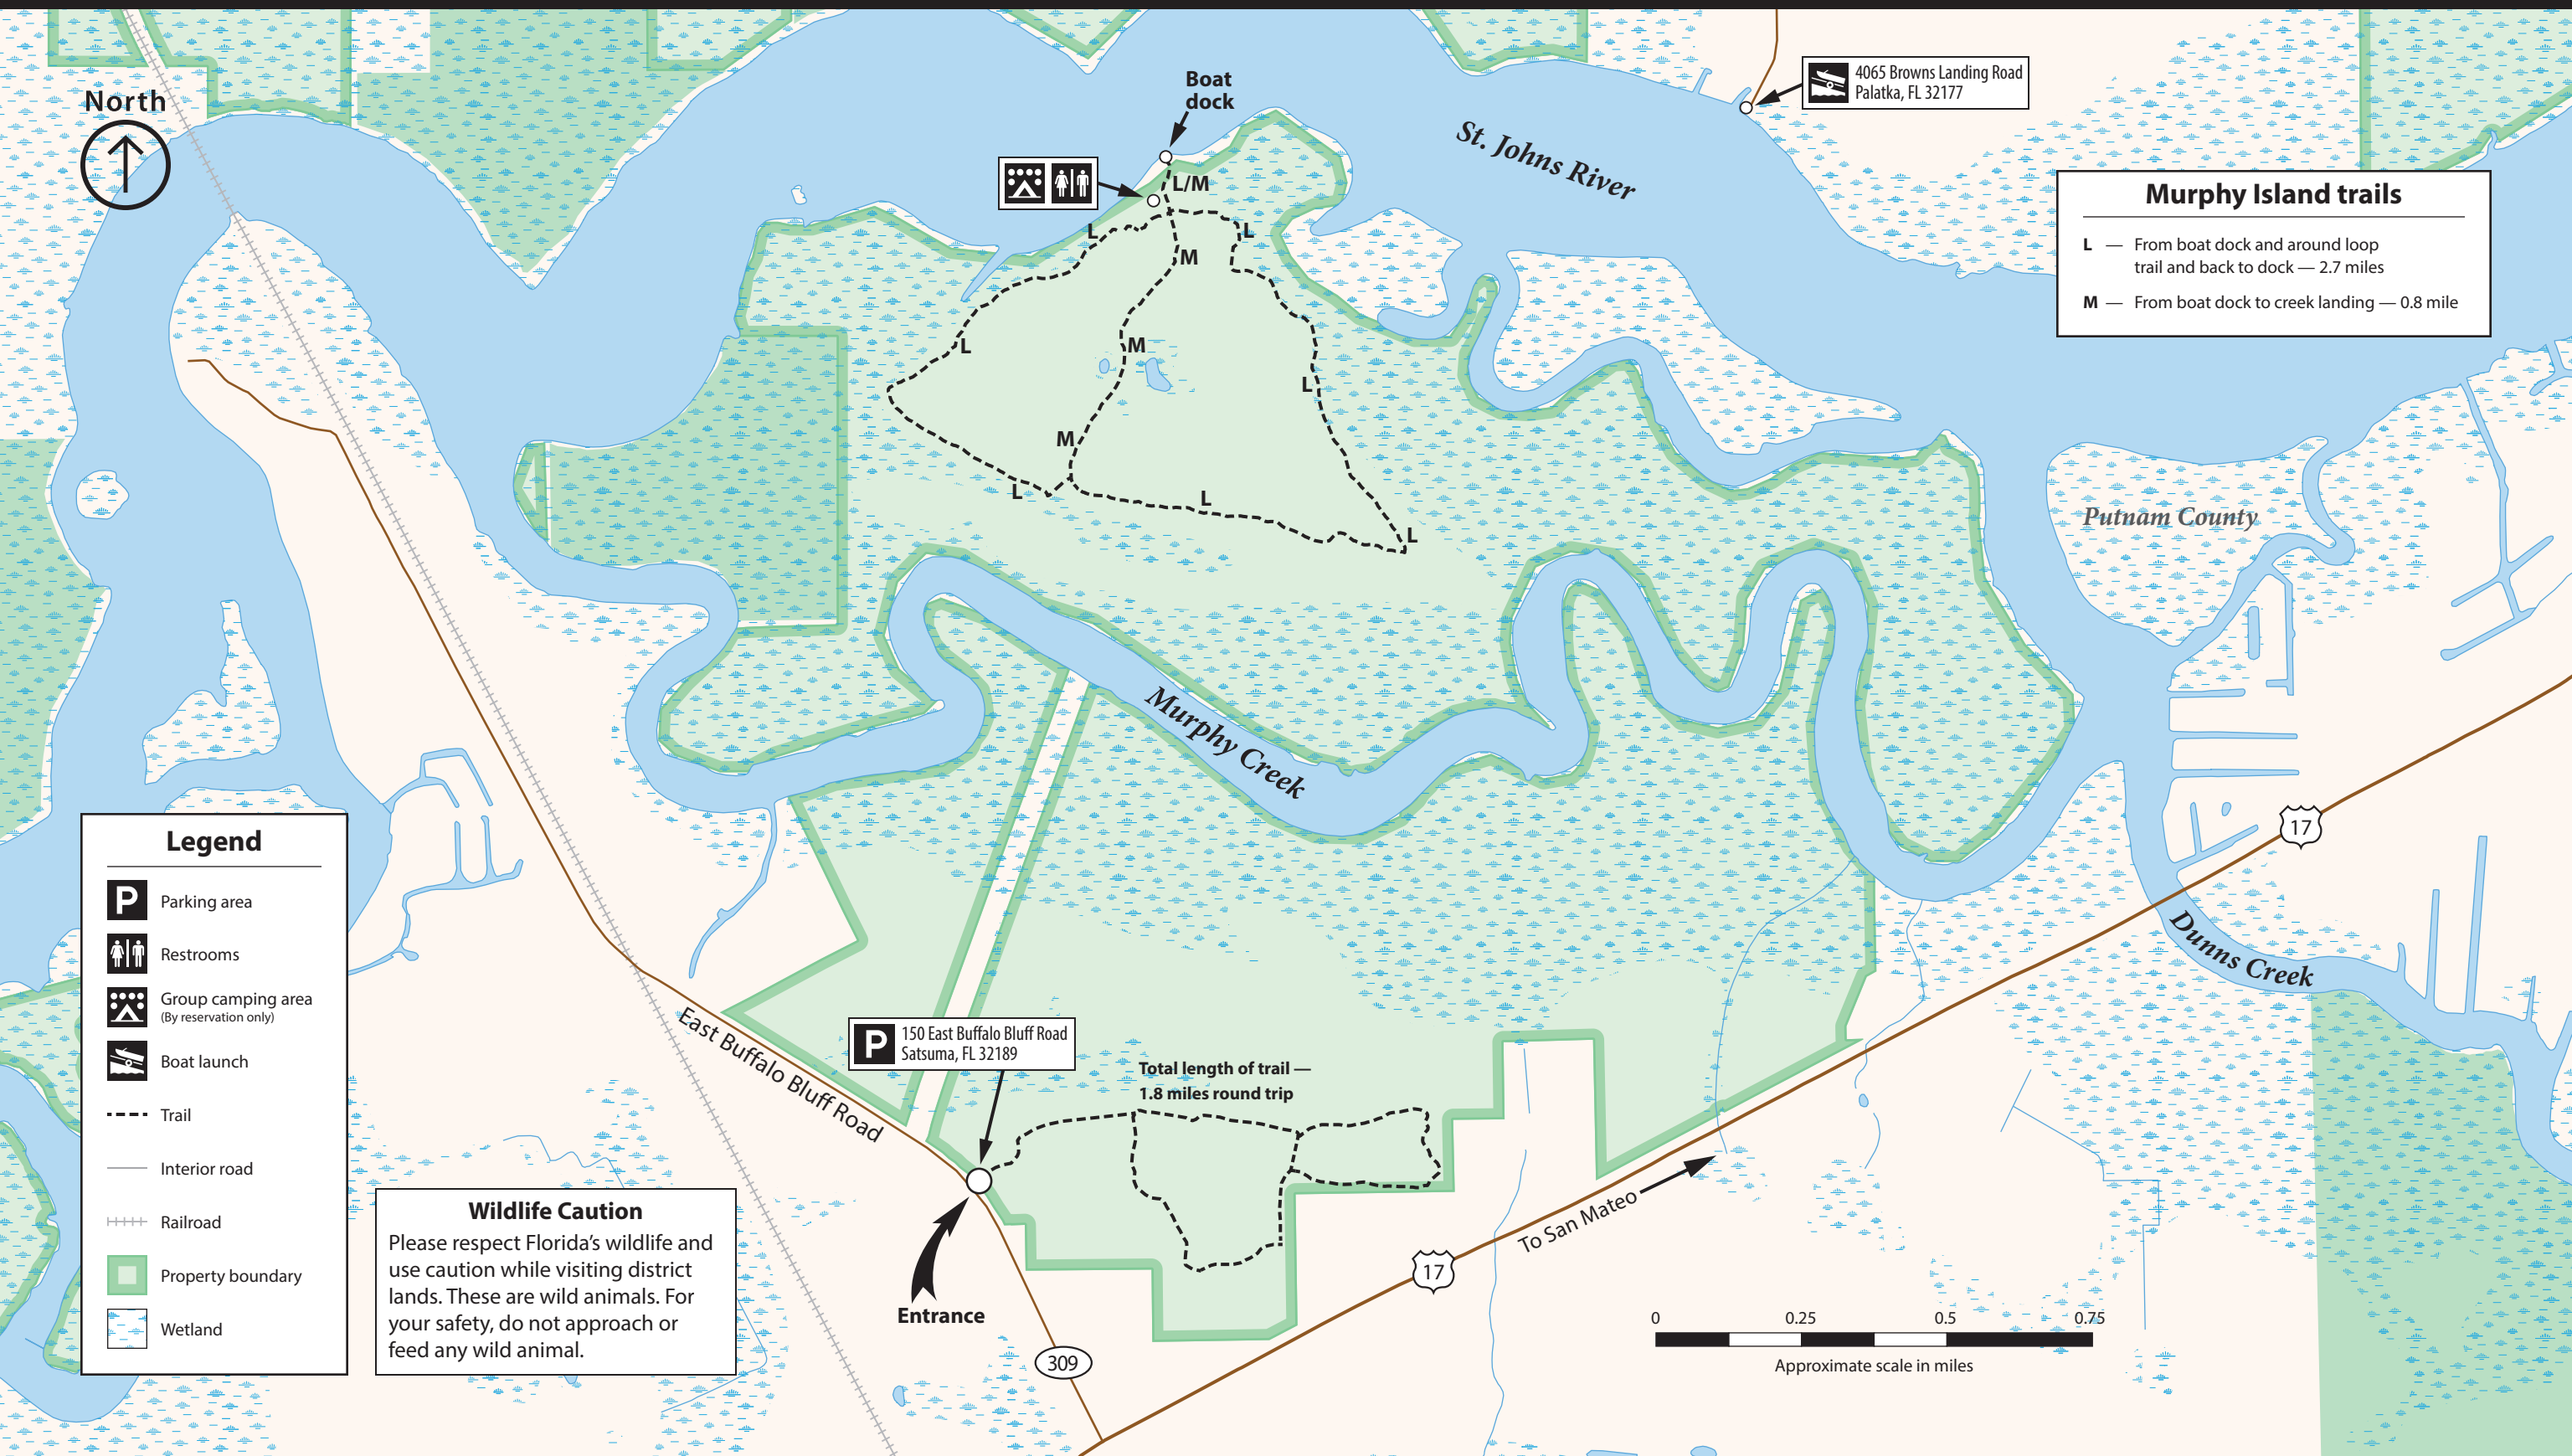 North
Boat
dock
4065 Browns Landing Road
Palatka, FL 32177
St. Johns River
L/M
L
L
M
Murphy Island trails
L — From boat dock and around loop
trail and back to dock — 2.7 miles
M — From boat dock to creek landing — 0.8 mile
L
M
L
M
L
L
L
Putnam County
Murphy Creek
17
Dunns Creek
Legend
P Parking area
Restrooms
Group camping area
(By reservation only)
Boat launch
Trail
Interior road
Railroad
Property boundary
Wetland
East Buffalo Bluff Road
P 150 East Buffalo Bluff Road
Satsuma, FL 32189
Total length of trail —
1.8 miles round trip
Wildlife Caution
Please respect Florida’s wildlife and
use caution while visiting district
lands. These are wild animals. For
your safety, do not approach or
feed any wild animal.
Entrance
309
17
To San Mateo
0 0.25 0.5 0.75
Approximate scale in miles